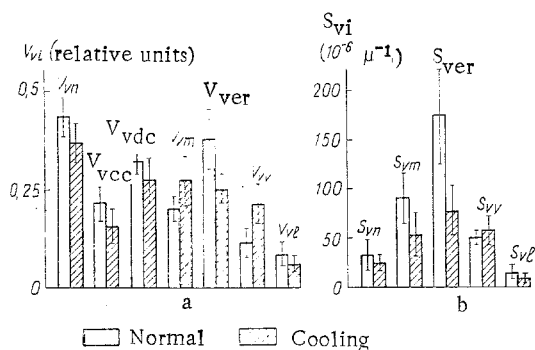 V_vi (relative units)
0,5
0,25
0
V_vn
V_vcc
V_vdc
V_vm
V_ver
V_vv
V_vl
a
S_vi
(10^-6 μ^-1)
200
150
100
50
0
S_vn
S_vm
S_ver
S_vv
S_vl
b
Normal
Cooling